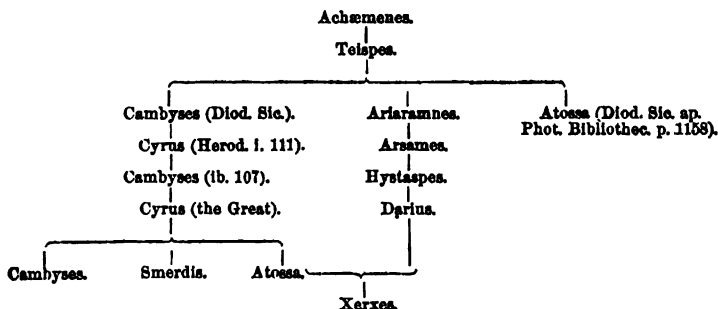 Achæmenes.
Teispes.
Cambyses (Diod. Sic.). Ariaramnes. Atossa (Diod. Sic. ap.
Phot. Bibliothec. p. 1158).
Cyrus (Herod. i. 111). Arsames.
Cambyses (ib. 107). Hystaspes.
Cyrus (the Great). Darius.
Cambyses. Smerdis. Atossa.
Xerxes.